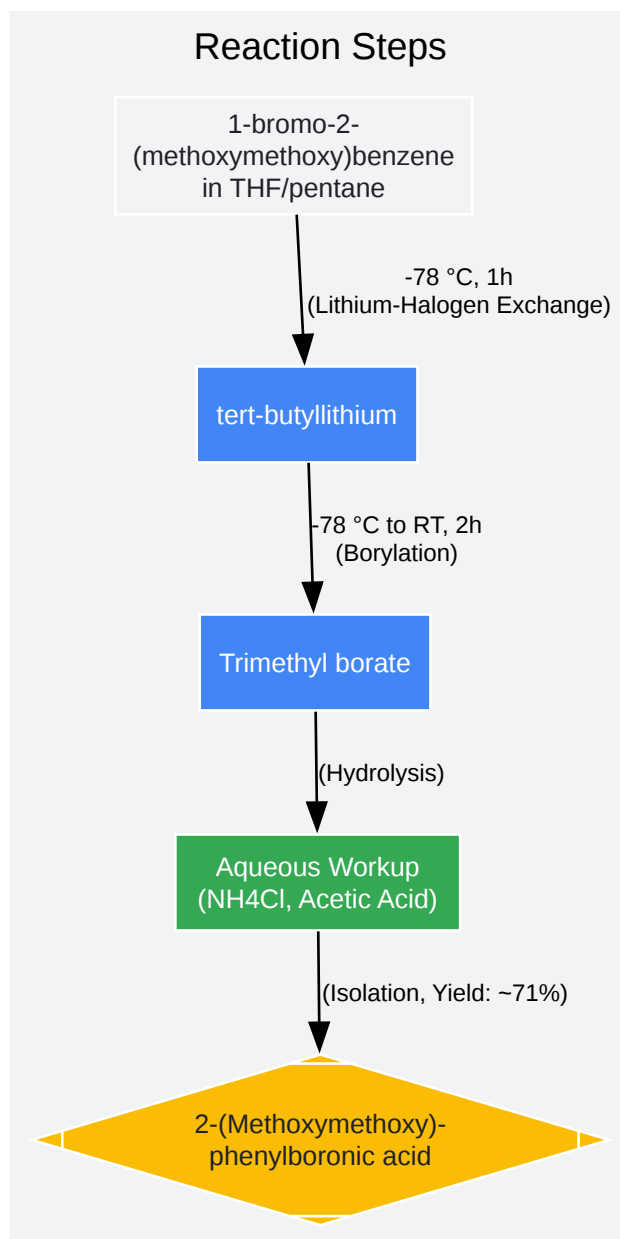 Reaction Steps
1-bromo-2-
(methoxymethoxy)benzene
in THF/pentane
-78 °C, 1h
(Lithium-Halogen Exchange)
tert-butyllithium
-78 °C to RT, 2h
(Borylation)
Trimethyl borate
(Hydrolysis)
Aqueous Workup
(NH4Cl, Acetic Acid)
(Isolation, Yield: ~71%)
2-(Methoxymethoxy)-
phenylboronic acid